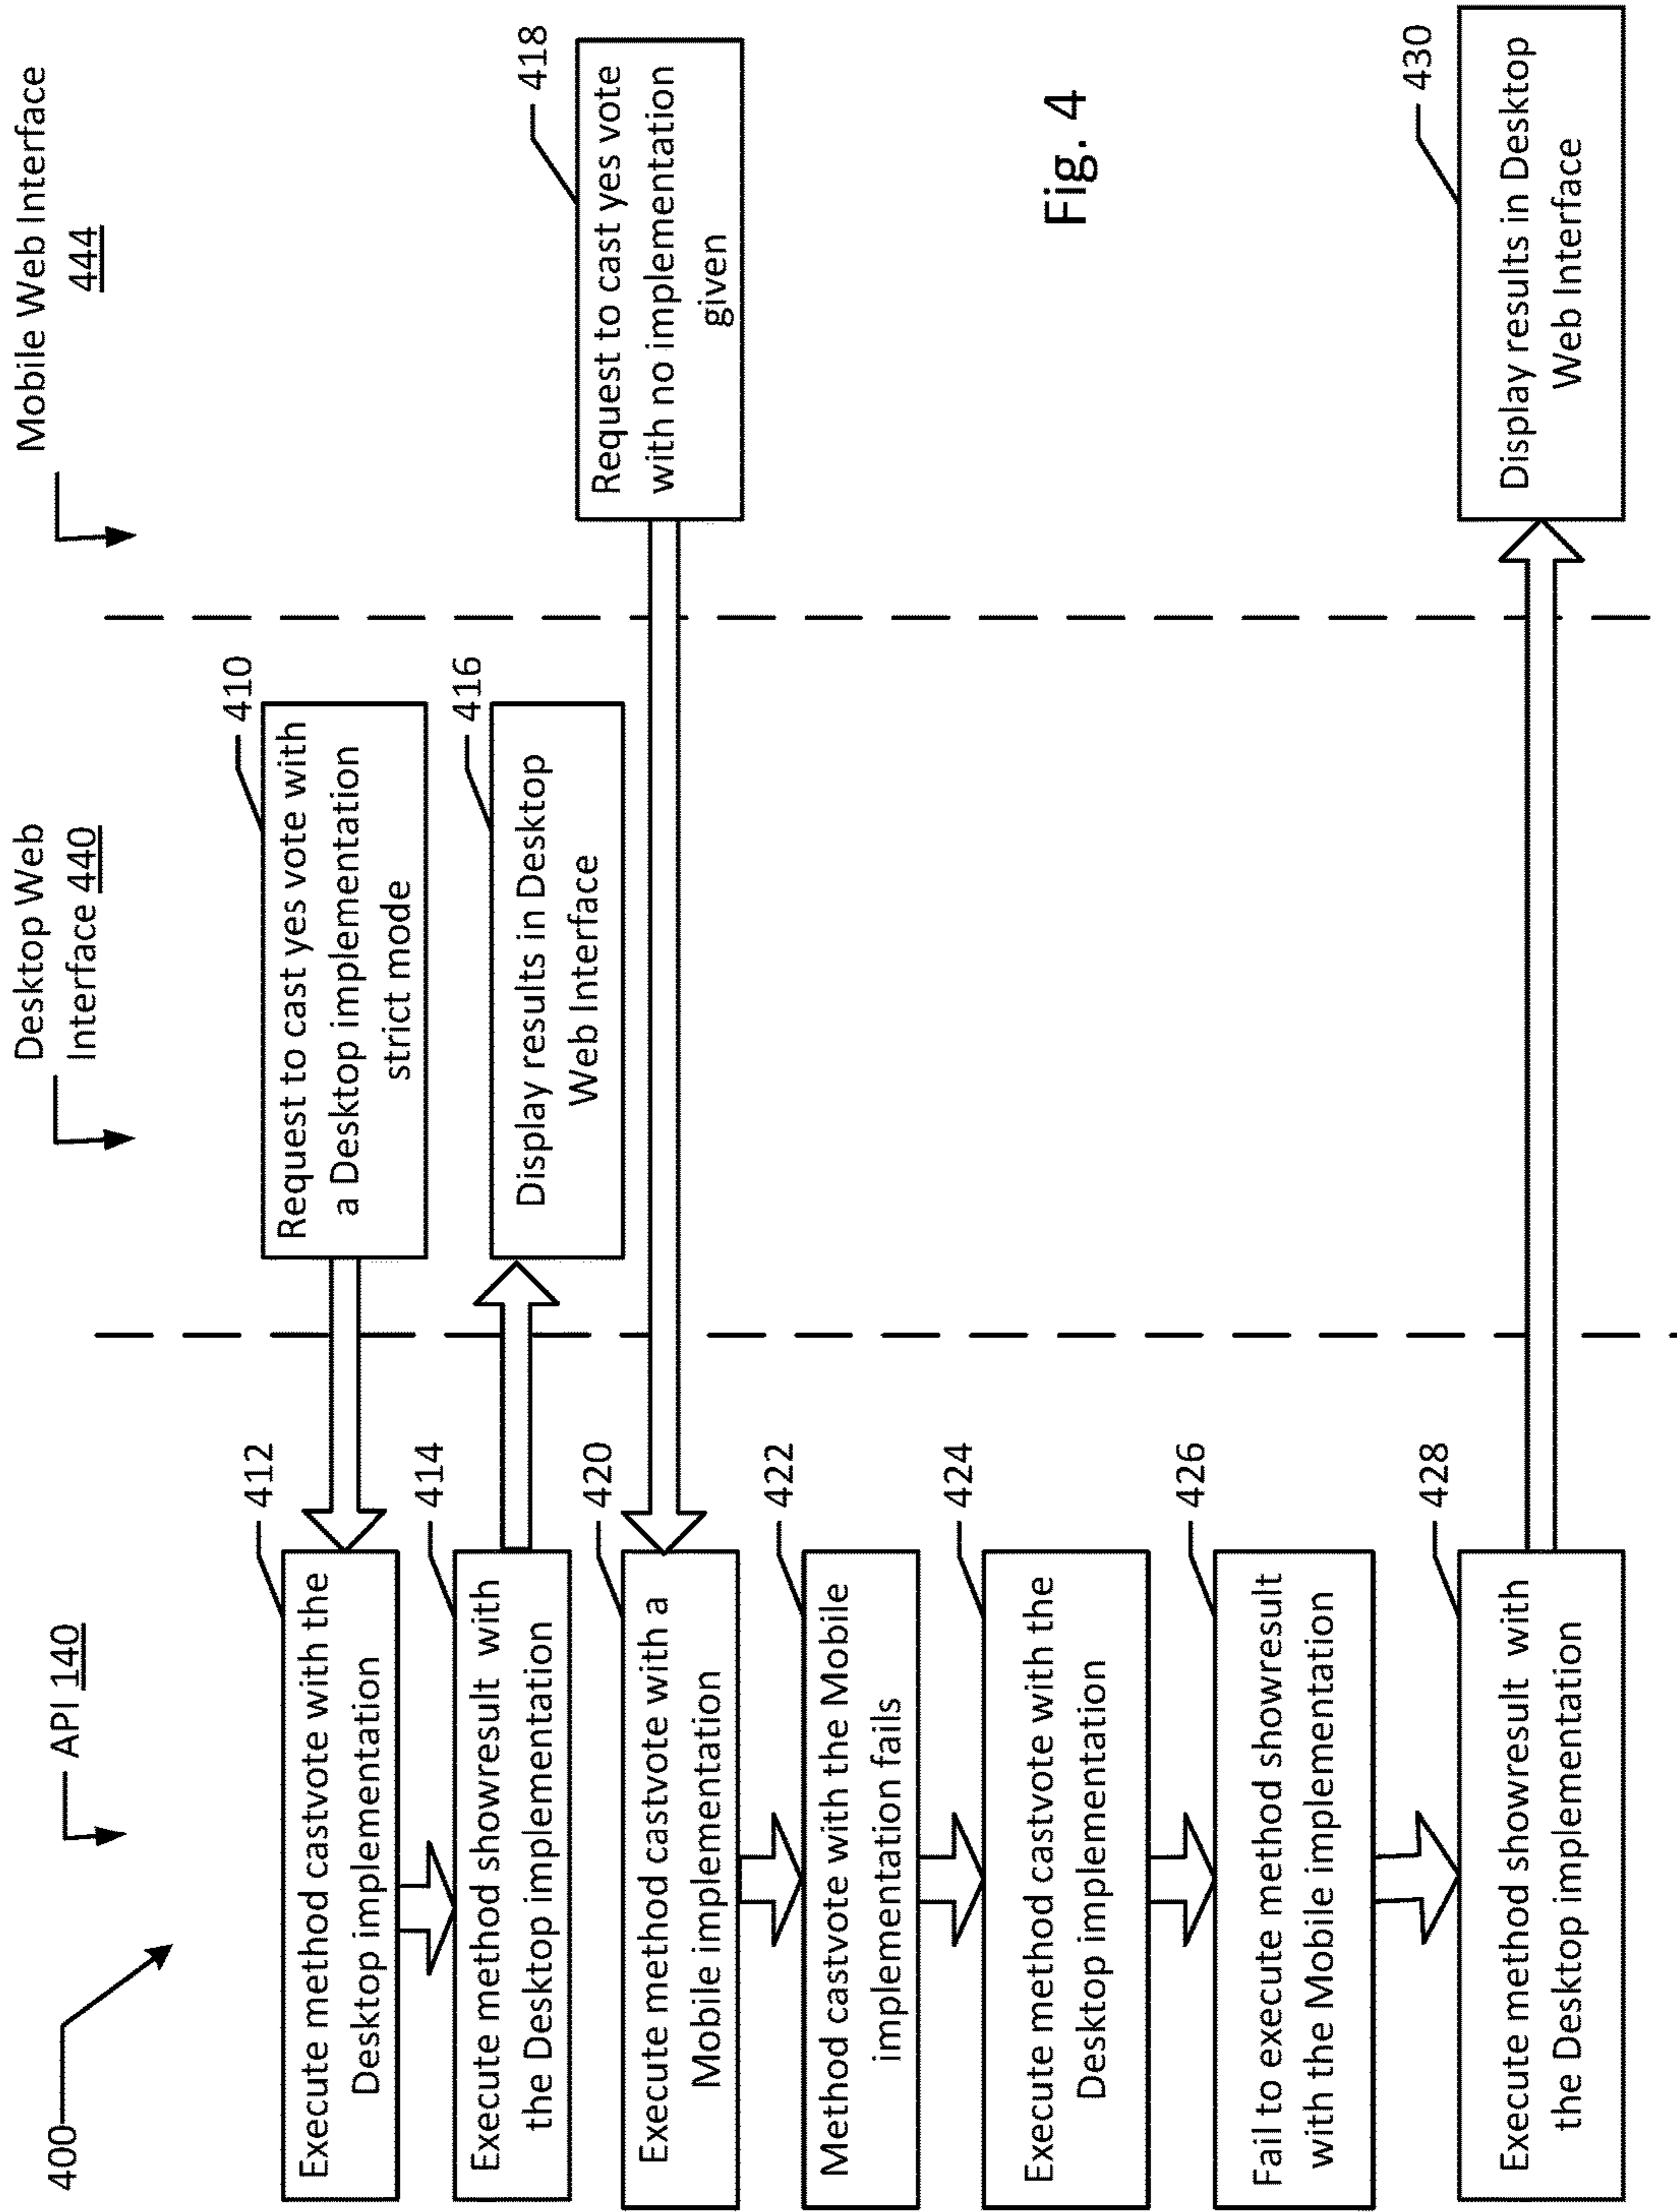 400
API 140
Desktop Web
Interface 440
Mobile Web Interface
444
410
Request to cast yes vote with
a Desktop implementation
strict mode
412
Execute method castvote with the
Desktop implementation
414
Execute method showresult with
the Desktop implementation
416
Display results in Desktop
Web Interface
418
Request to cast yes vote
with no implementation
given
420
Execute method castvote with a
Mobile implementation
422
Method castvote with the Mobile
implementation fails
424
Execute method castvote with the
Desktop implementation
426
Fail to execute method showresult
with the Mobile implementation
428
Execute method showresult with
the Desktop implementation
430
Display results in Desktop
Web Interface
Fig. 4